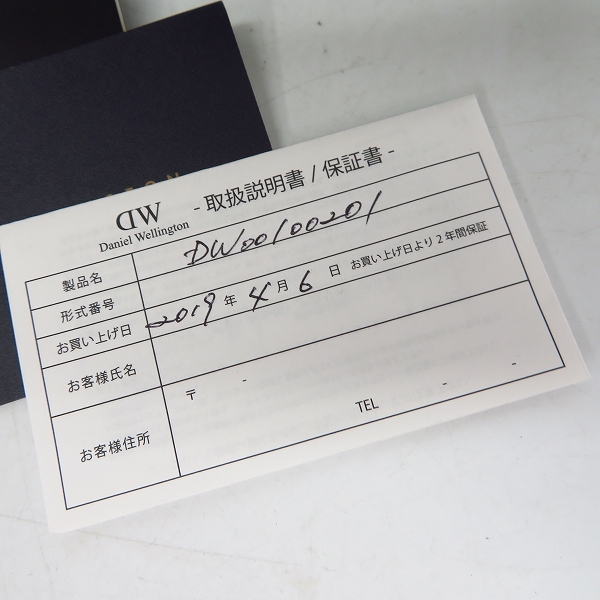 DW
Daniel Wellington
- 取扱説明書 / 保証書 -
製品名 DW00100201
形式番号
お買い上げ日 2019 年 4 月 6 日 お買い上げ日より 2 年間保証
お客様氏名
お客様住所 〒 -
TEL - -